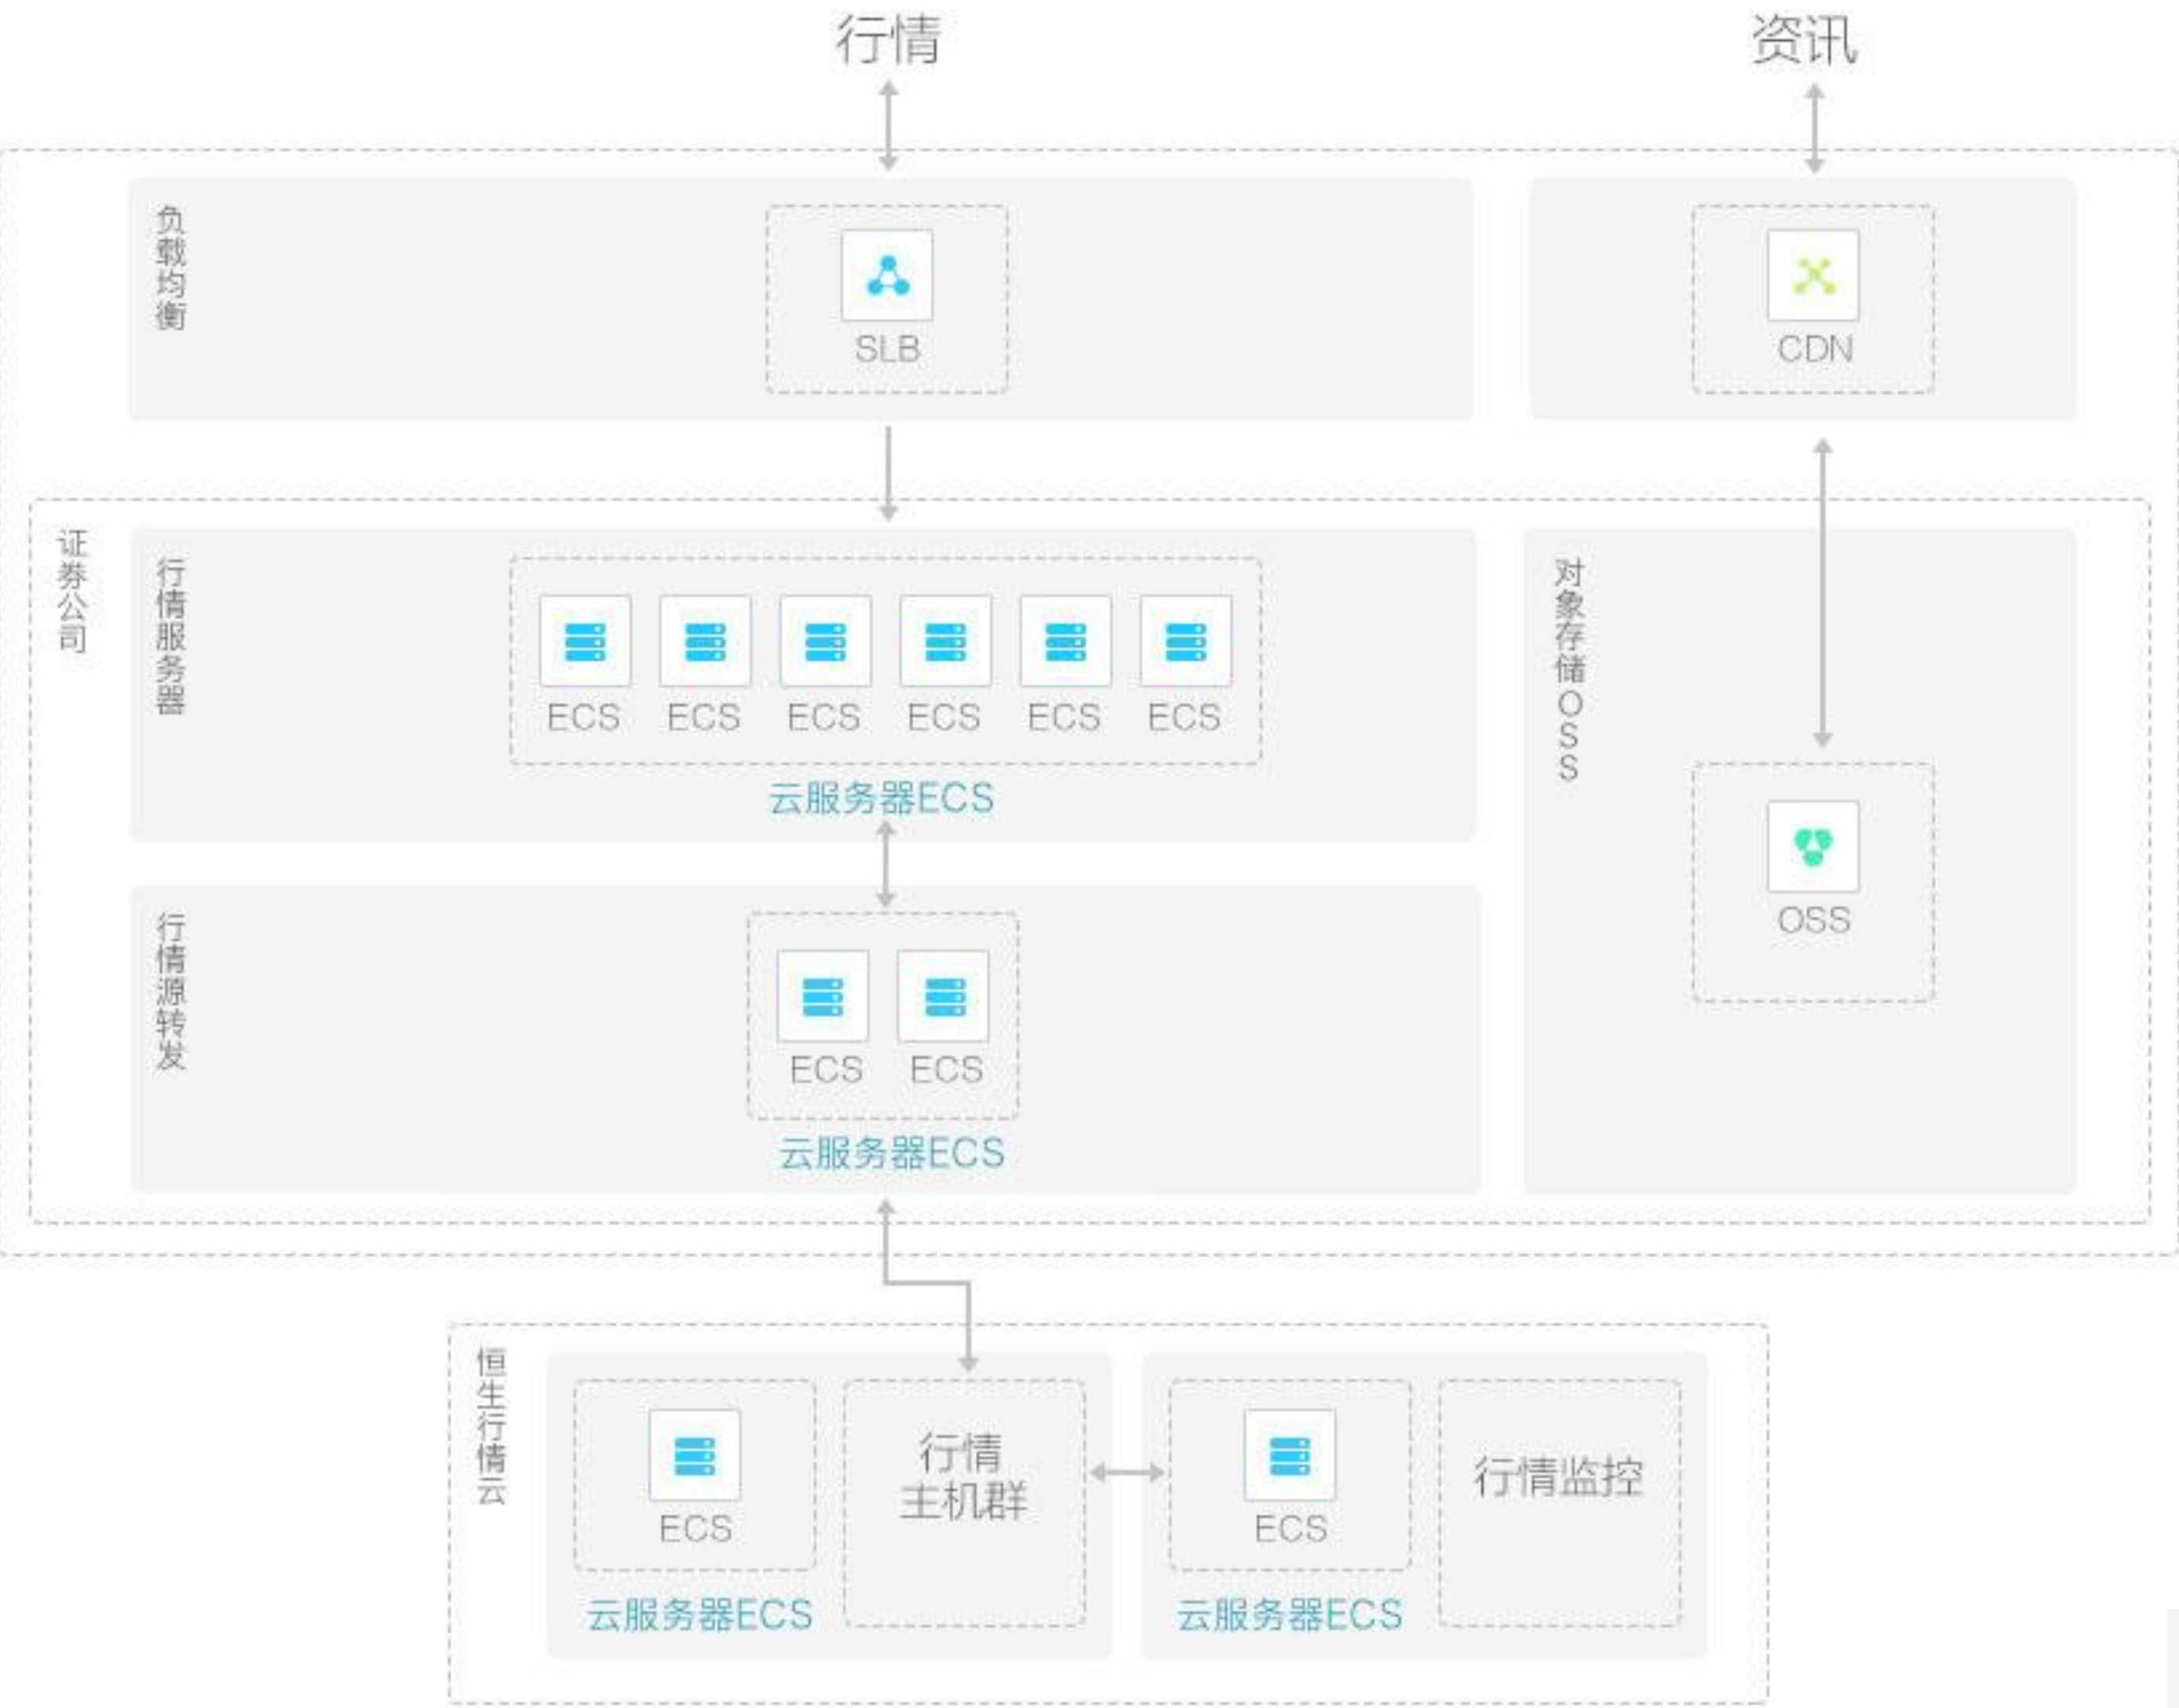 行情
资讯
负载均衡
SLB
CDN
证券公司
行情服务器
ECS ECS ECS ECS ECS ECS
云服务器ECS
对象存储OSS
OSS
行情源转发
ECS ECS
云服务器ECS
恒生行情云
ECS
云服务器ECS
行情
主机群
ECS
云服务器ECS
行情监控